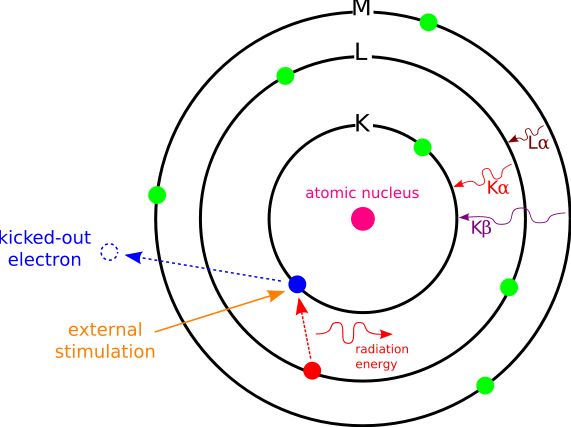 M
L
K
Lα
Kα
atomic nucleus
Kβ
kicked-out
electron
external
stimulation
radiation
energy